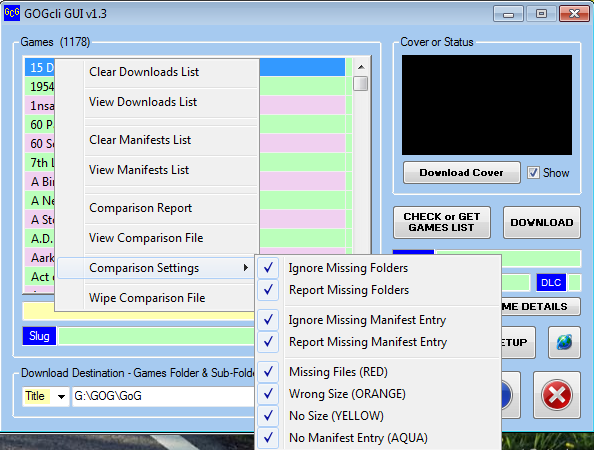 GOGcli GUI v1.3
Games (1178)
Cover or Status
15 D
1954
1nsa
60 P
60 Se
7th L
A Bir
A Ne
A Sto
A.D.
Aark
Act o
Clear Downloads List
View Downloads List
Clear Manifests List
View Manifests List
Comparison Report
View Comparison File
Comparison Settings
Wipe Comparison File
Ignore Missing Folders
Report Missing Folders
Ignore Missing Manifest Entry
Report Missing Manifest Entry
Missing Files (RED)
Wrong Size (ORANGE)
No Size (YELLOW)
No Manifest Entry (AQUA)
Download Cover
Show
CHECK or GET
GAMES LIST
DOWNLOAD
DLC
ME DETAILS
ETUP
Slug
Download Destination - Games Folder & Sub-Folde
Title
G:\GOG\GoG